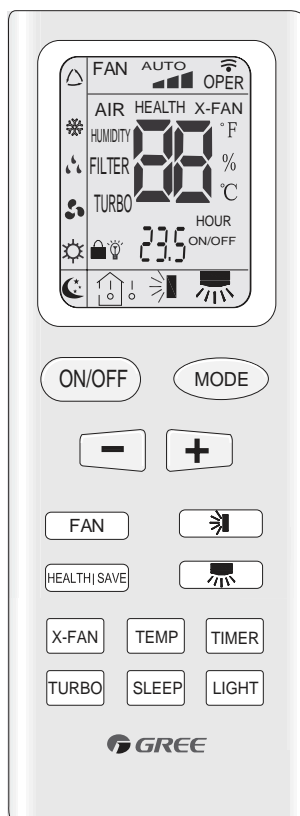 FAN AUTO OPER
AIR HEALTH X-FAN
HUMIDITY °F
FILTER 88 %
TURBO °C
HOUR
23.5 ON/OFF
ON/OFF MODE
- +
FAN
HEALTH|SAVE
X-FAN TEMP TIMER
TURBO SLEEP LIGHT
GREE